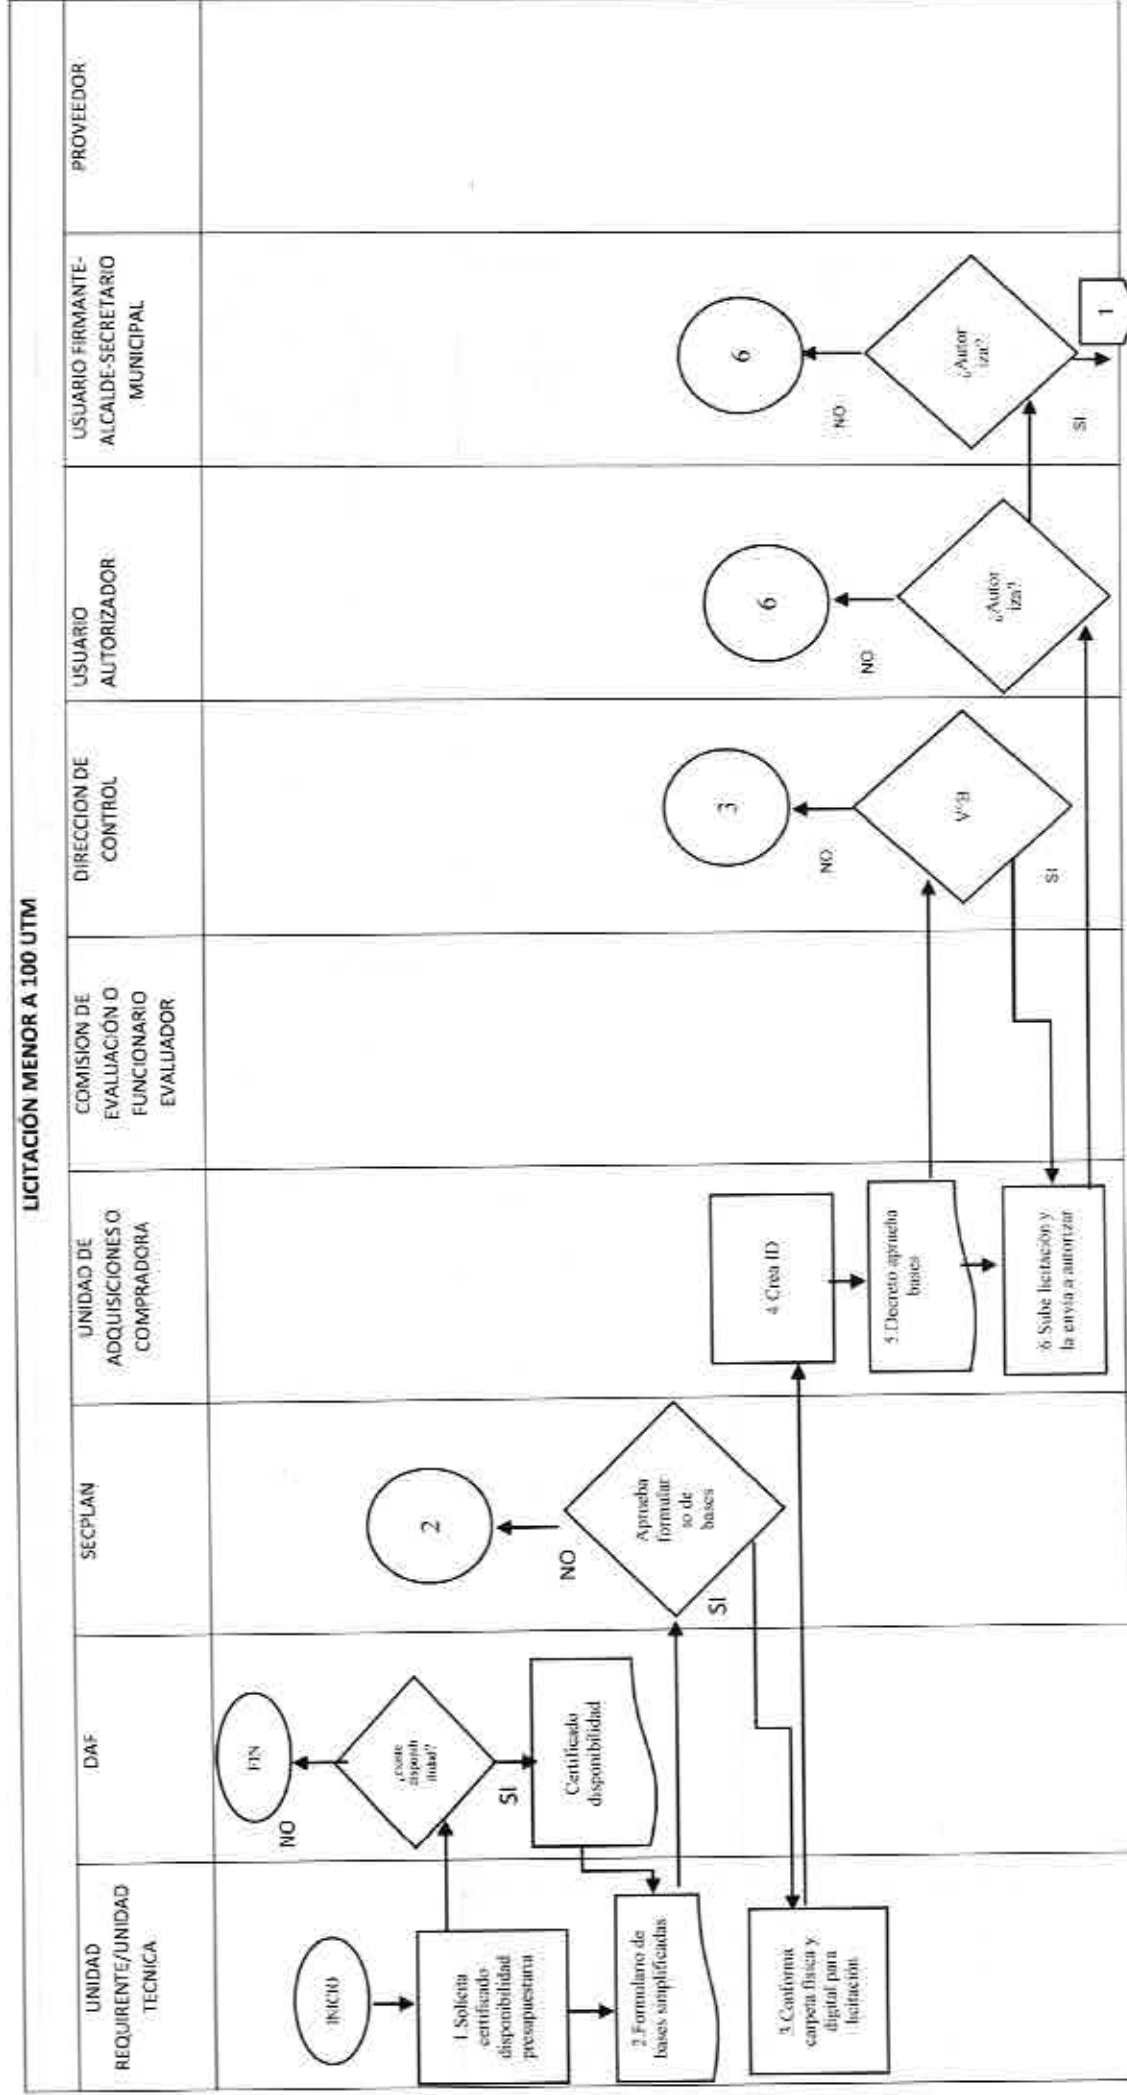 LICITACIÓN MENOR A 100 UTM
UNIDAD
REQUIRENTE/UNIDAD
TECNICA
DAF
SECPLAN
UNIDAD DE
ADQUISICIONES O
COMPRADORA
COMISION DE
EVALUACIÓN O
FUNCIONARIO
EVALUADOR
DIRECCION DE
CONTROL
USUARIO
AUTORIZADOR
USUARIO FIRMANTE-
ALCALDE-SECRETARIO
MUNICIPAL
PROVEEDOR
INICIO
1.Solicita
certificado
disponibilidad
presupuestaria
2.Formulario de
bases simplificadas
3.Conforma
carpeta física y
digital para
licitación
FIN
NO
¿Existe
disponib
ilidad?
SI
Certificado
disponibilidad
2
NO
Aprueba
formular
io de
bases
SI
4.Crea ID
5.Decreto aprueba
bases
6.Sube licitación y
la envía a autorizar
3
NO
V°B
SI
6
NO
¿Autor
iza?
6
NO
¿Autor
iza?
SI
1